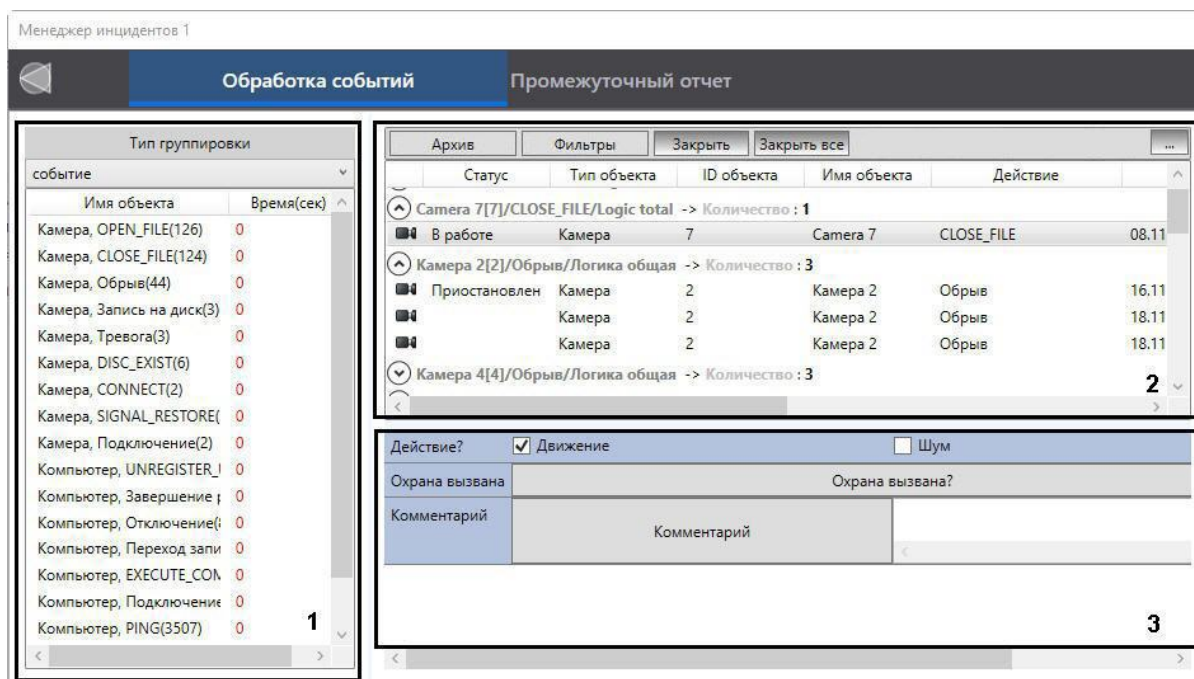 Менеджер инцидентов 1
Обработка событий Промежуточный отчет
Тип группировки
событие
Имя объекта Время(сек)
Камера, OPEN_FILE(126) 0
Камера, CLOSE_FILE(124) 0
Камера, Обрыв(44) 0
Камера, Запись на диск(3) 0
Камера, Тревога(3) 0
Камера, DISC_EXIST(6) 0
Камера, CONNECT(2) 0
Камера, SIGNAL_RESTORE( 0
Камера, Подключение(2) 0
Компьютер, UNREGISTER_ 0
Компьютер, Завершение 0
Компьютер, Отключение( 0
Компьютер, Переход запи 0
Компьютер, EXECUTE_COM 0
Компьютер, Подключение 0
Компьютер, PING(3507) 0
1
Архив Фильтры Закрыть Закрыть все ...
Статус Тип объекта ID объекта Имя объекта Действие
Camera 7[7]/CLOSE_FILE/Logic total -> Количество : 1
В работе Камера 7 Camera 7 CLOSE_FILE 08.11
Камера 2[2]/Обрыв/Логика общая -> Количество : 3
Приостановлен Камера 2 Камера 2 Обрыв 16.11
Камера 2 Камера 2 Обрыв 18.11
Камера 2 Камера 2 Обрыв 18.11
Камера 4[4]/Обрыв/Логика общая -> Количество : 3
2
Действие? Движение Шум
Охрана вызвана Охрана вызвана?
Комментарий Комментарий
3